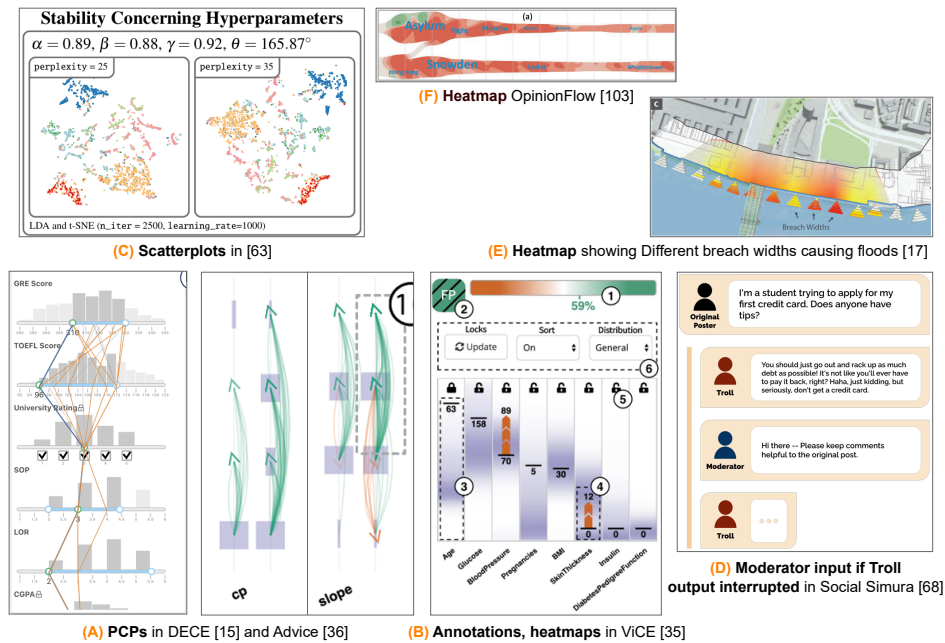 Stability Concerning Hyperparameters
α = 0.89, β = 0.88, γ = 0.92, θ = 165.87°
perplexity = 25
perplexity = 35
LDA and t-SNE (n_iter = 2500, learning_rate=1000)
(C) Scatterplots in [63]
(a)
Asylum
Right
Snowden
Hong Kong
Whistleblower
(F) Heatmap OpinionFlow [103]
c
Breach Widths
(E) Heatmap showing Different breach widths causing floods [17]
GRE Score
310
TOEFL Score
96
University Rating
SOP
3
LOR
2
CGPA
1
cp
slope
(A) PCPs in DECE [15] and Advice [36]
FP
59%
1
2
Locks
Sort
Distribution
Update
On
General
6
5
63
158
89
70
5
30
12
0
0
0
3
4
Age
Glucose
BloodPressure
Pregnancies
BMI
SkinThickness
Insulin
DiabetesPedigreeFunction
(B) Annotations, heatmaps in ViCE [35]
Original
Poster
I'm a student trying to apply for my
first credit card. Does anyone have
tips?
Troll
You should just go out and rack up as much
debt as possible! It's not like you'll ever have
to pay it back, right? Haha, just kidding, but
seriously, don't get a credit card.
Moderator
Hi there -- Please keep comments
helpful to the original post.
Troll
(D) Moderator input if Troll
output interrupted in Social Simura [68]